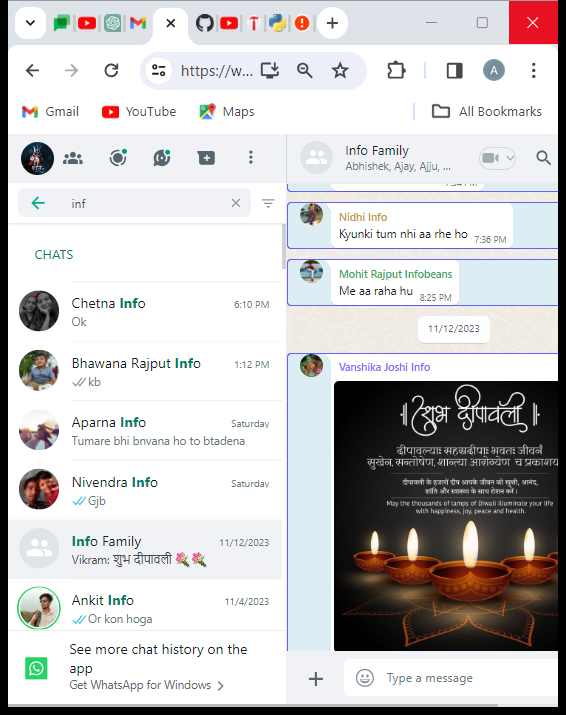 https://w...
A
Gmail
YouTube
Maps
All Bookmarks
Info Family
Abhishek, Ajay, Ajju, ...
inf
CHATS
Chetna Info
6:10 PM
Ok
Bhawana Rajput Info
1:12 PM
kb
Aparna Info
Saturday
Tumare bhi bnvana ho to btadena
Nivendra Info
Saturday
Gjb
Info Family
11/12/2023
Vikram: शुभ दीपावली
Ankit Info
11/4/2023
Or kon hoga
See more chat history on the
app
Get WhatsApp for Windows
Nidhi Info
Kyunki tum nhi aa rhe ho
7:36 PM
Mohit Rajput Infobeans
Me aa raha hu
8:25 PM
11/12/2023
Vanshika Joshi Info
शुभ दीपावली
दीपावल्याः सहस्रदीपाः भवतः जीवनं
सुखेन, सन्तोषेण, शान्त्या आरोग्येण च प्रकाशय
दीपावली के हजारों दीप आपके जीवन को खुशी, आनंद,
शांति और स्वास्थ्य के साथ रोशन करें।
May the thousands of lamps of Diwali illuminate your life
with happiness, joy, peace and health.
Type a message